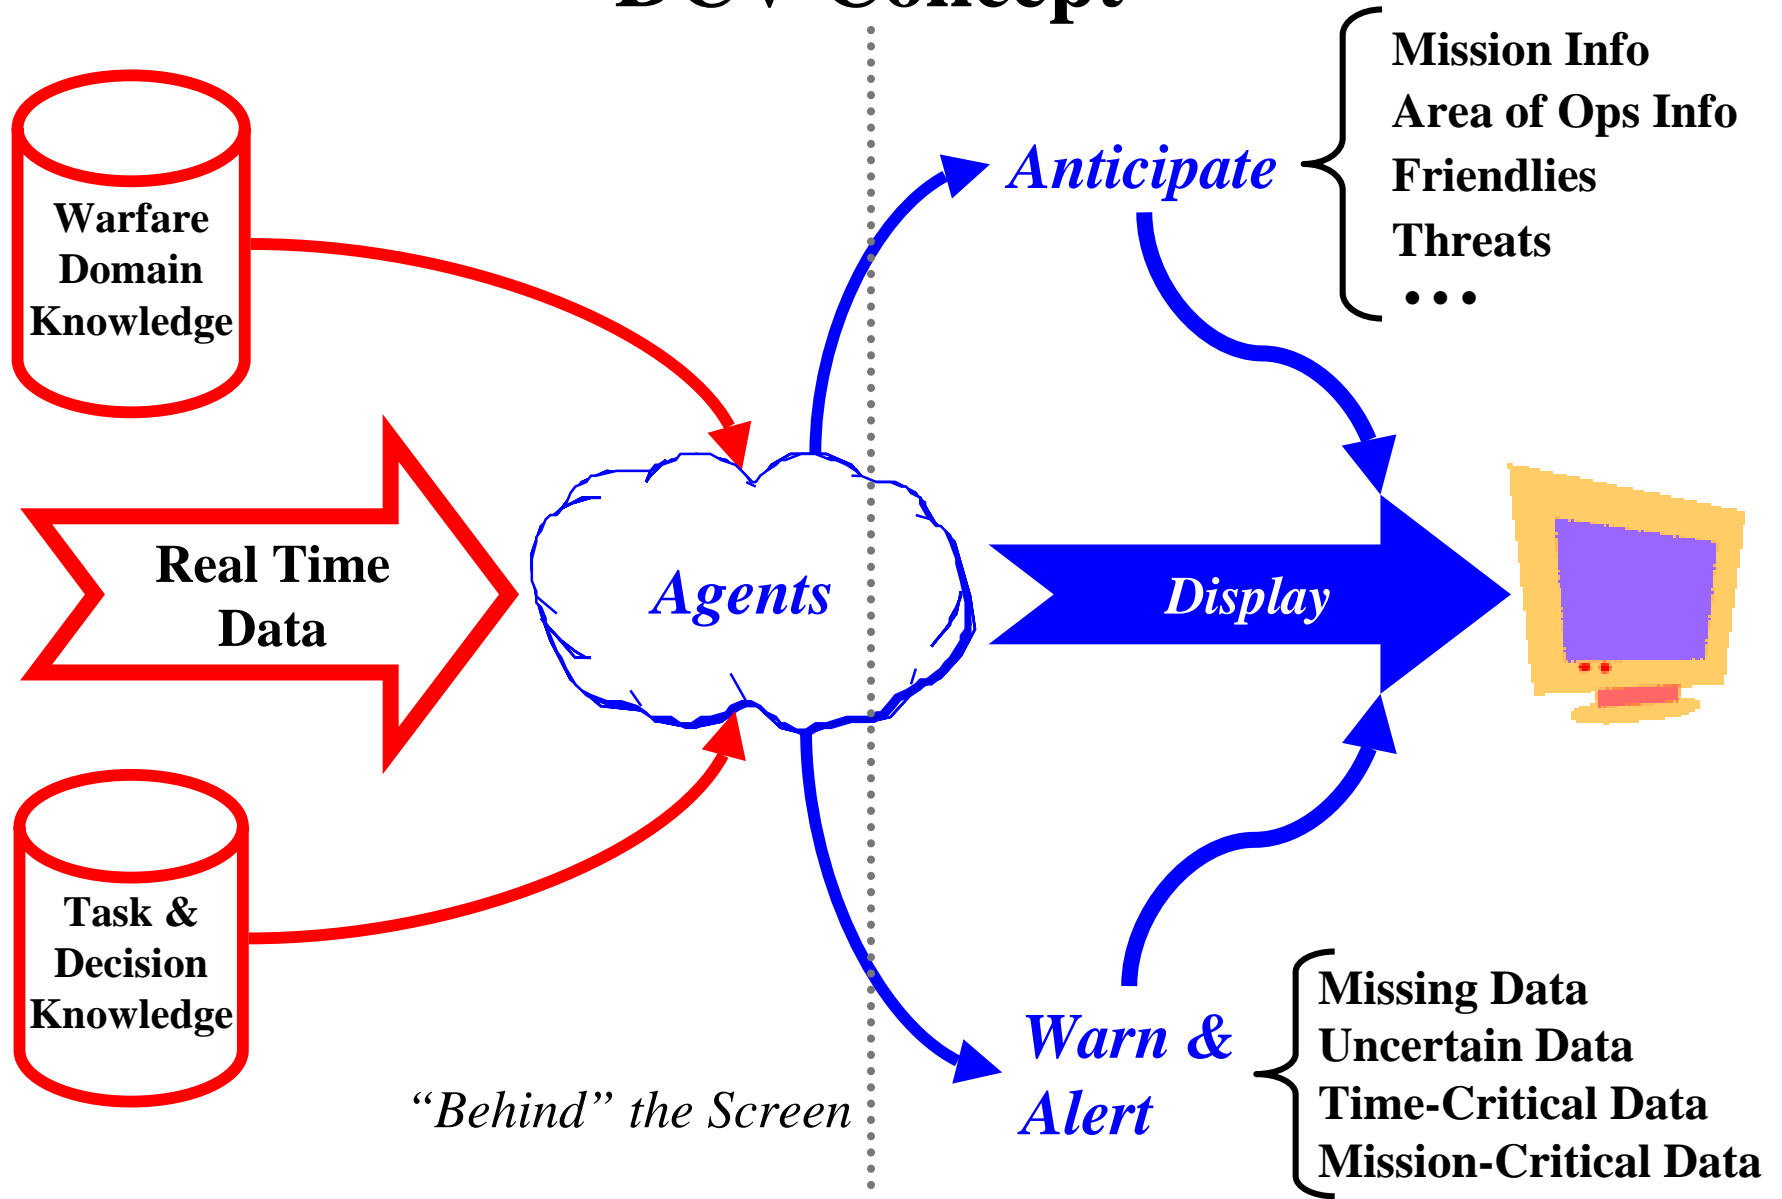 Concept
Mission Info
Area of Ops Info
Friendlies
Threats
• • •
Anticipate
Warfare
Domain
Knowledge
Real Time
Data
Agents
Display
Task &
Decision
Knowledge
Warn &
Alert
Missing Data
Uncertain Data
Time-Critical Data
Mission-Critical Data
“Behind” the Screen